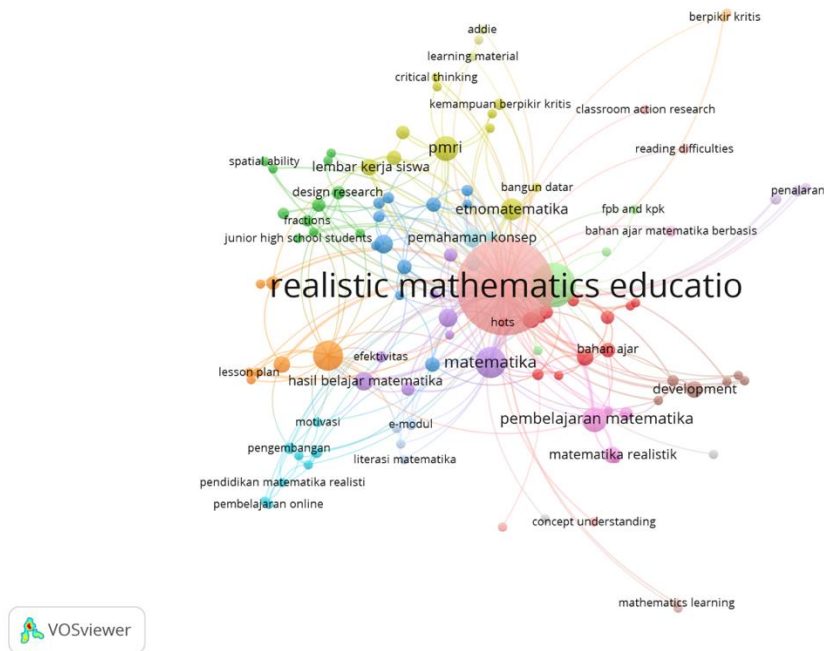 berpikir kritis
addie
learning material
critical thinking
kemampuan berpikir kritis
classroom action research
pmri
reading difficulties
spatial ability
lembar kerja siswa
design research
bangun datar
penalaran
etnomatematika
fpb and kpk
fractions
junior high school students
pemahaman konsep
bahan ajar matematika berbasis
realistic mathematics educatio
hots
efektivitas
matematika
bahan ajar
lesson plan
hasil belajar matematika
development
motivasi
e-modul
pembelajaran matematika
pengembangan
literasi matematika
matematika realistik
pendidikan matematika realisti
pembelajaran online
concept understanding
mathematics learning
VOSviewer